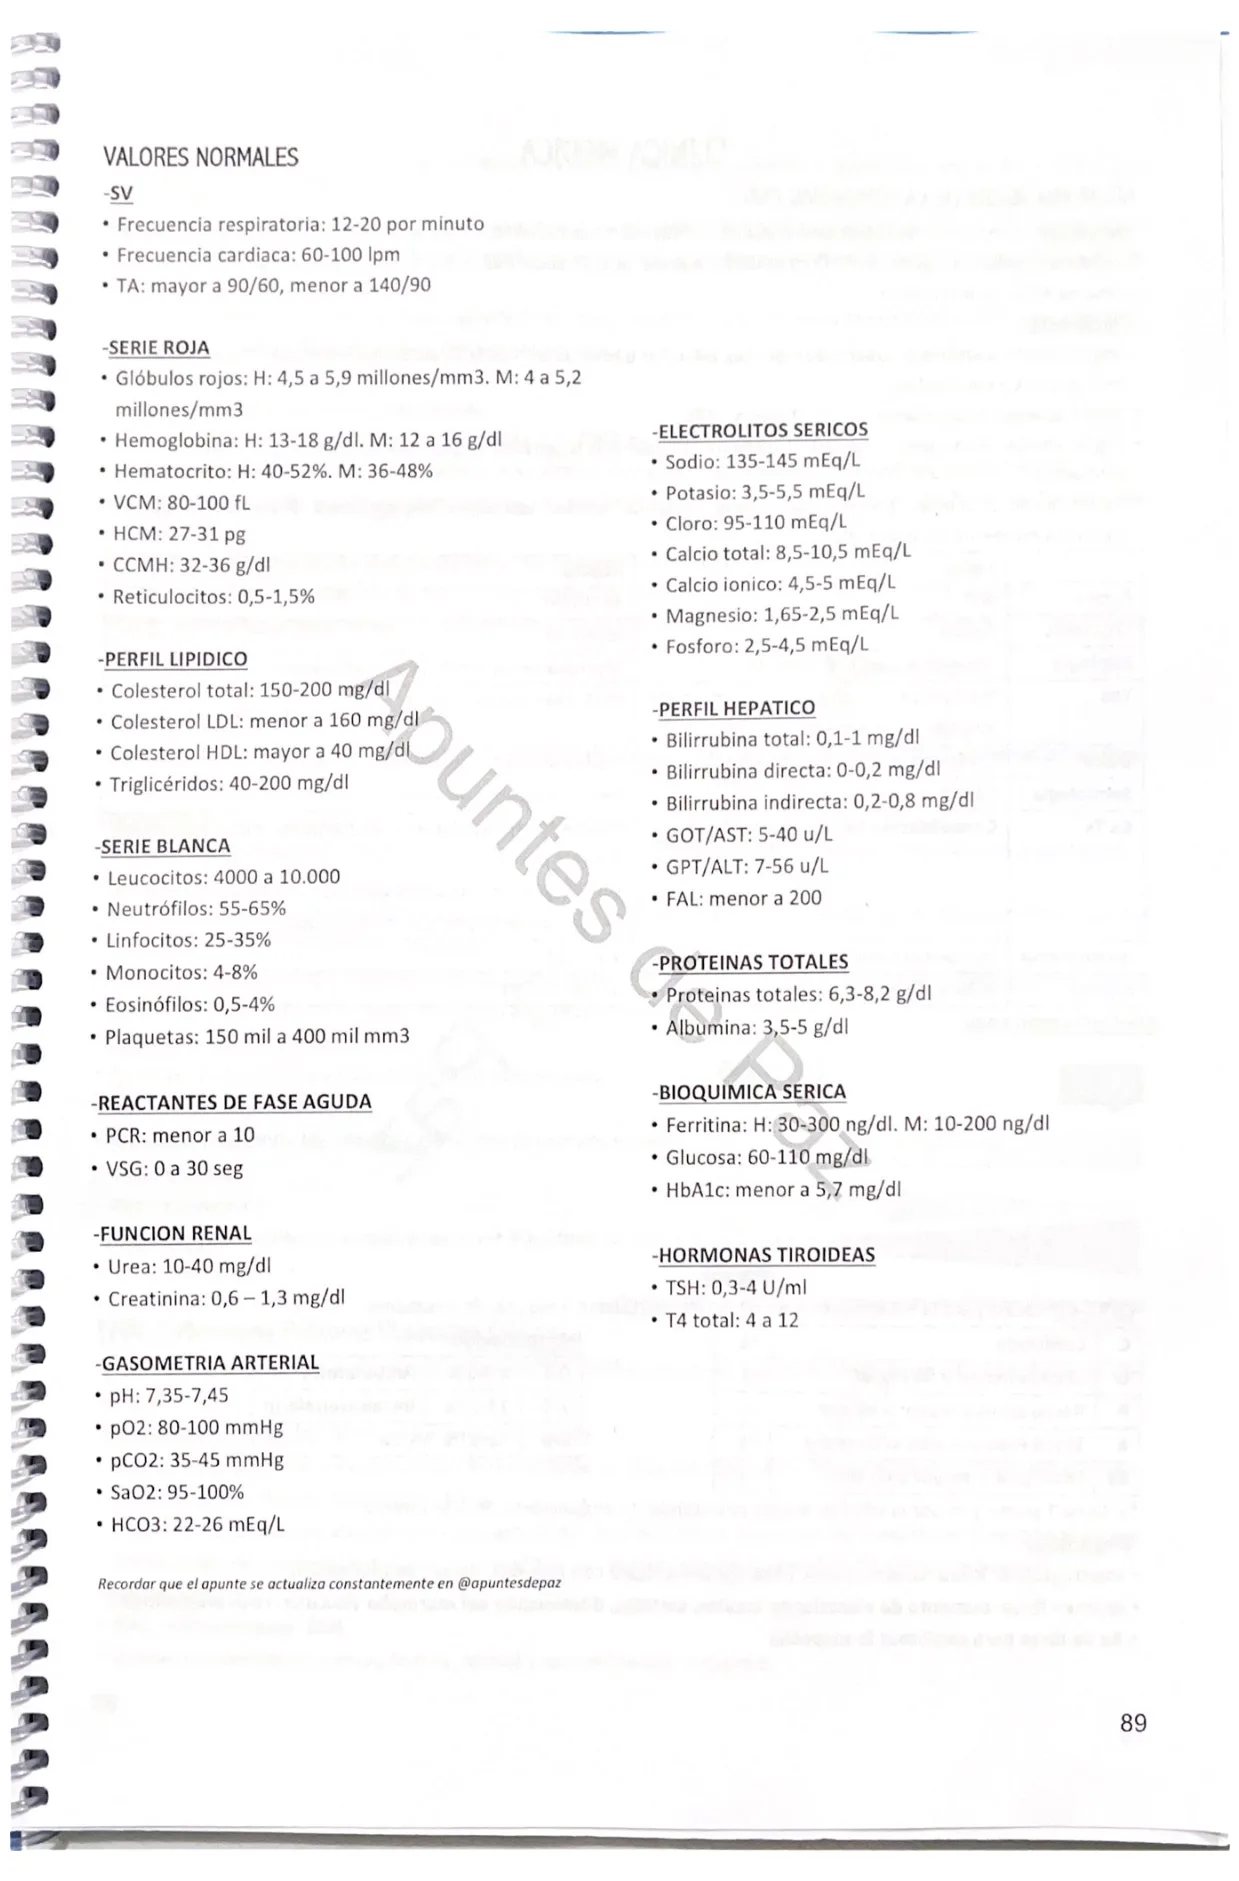 VALORES NORMALES
-SV
• Frecuencia respiratoria: 12-20 por minuto
• Frecuencia cardiaca: 60-100 lpm
• TA: mayor a 90/60, menor a 140/90
-SERIE ROJA
• Glóbulos rojos: H: 4,5 a 5,9 millones/mm3. M: 4 a 5,2
millones/mm3
• Hemoglobina: H: 13-18 g/dl. M: 12 a 16 g/dl
• Hematocrito: H: 40-52%. M: 36-48%
• VCM: 80-100 fL
• HCM: 27-31 pg
• CCMH: 32-36 g/dl
• Reticulocitos: 0,5-1,5%
-PERFIL LIPIDICO
• Colesterol total: 150-200 mg/dl
• Colesterol LDL: menor a 160 mg/dl
• Colesterol HDL: mayor a 40 mg/dl
• Triglicéridos: 40-200 mg/dl
-SERIE BLANCA
• Leucocitos: 4000 a 10.000
• Neutrófilos: 55-65%
• Linfocitos: 25-35%
• Monocitos: 4-8%
• Eosinófilos: 0,5-4%
• Plaquetas: 150 mil a 400 mil mm3
-REACTANTES DE FASE AGUDA
• PCR: menor a 10
• VSG: 0 a 30 seg
-FUNCION RENAL
• Urea: 10-40 mg/dl
• Creatinina: 0,6 – 1,3 mg/dl
-GASOMETRIA ARTERIAL
• pH: 7,35-7,45
• pO2: 80-100 mmHg
• pCO2: 35-45 mmHg
• SaO2: 95-100%
• HCO3: 22-26 mEq/L
Recordar que el apunte se actualiza constantemente en @apuntesdepaz
-ELECTROLITOS SERICOS
• Sodio: 135-145 mEq/L
• Potasio: 3,5-5,5 mEq/L
• Cloro: 95-110 mEq/L
• Calcio total: 8,5-10,5 mEq/L
• Calcio ionico: 4,5-5 mEq/L
• Magnesio: 1,65-2,5 mEq/L
• Fosforo: 2,5-4,5 mEq/L
-PERFIL HEPATICO
• Bilirrubina total: 0,1-1 mg/dl
• Bilirrubina directa: 0-0,2 mg/dl
• Bilirrubina indirecta: 0,2-0,8 mg/dl
• GOT/AST: 5-40 u/L
• GPT/ALT: 7-56 u/L
• FAL: menor a 200
-PROTEINAS TOTALES
• Proteinas totales: 6,3-8,2 g/dl
• Albumina: 3,5-5 g/dl
-BIOQUIMICA SERICA
• Ferritina: H: 30-300 ng/dl. M: 10-200 ng/dl
• Glucosa: 60-110 mg/dl
• HbA1c: menor a 5,7 mg/dl
-HORMONAS TIROIDEAS
• TSH: 0,3-4 U/ml
• T4 total: 4 a 12
Apuntes de Paz
89